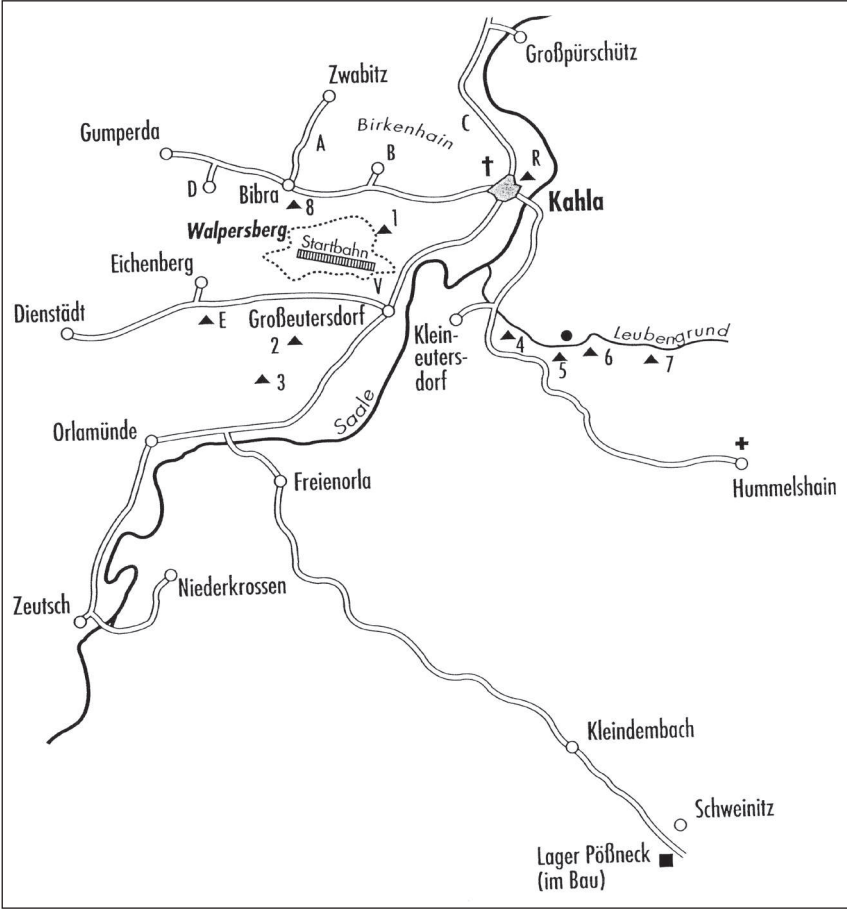 Großpürschütz
Zwabitz
Birkenhain
C
Gumperda
A
B
R
D
Bibra
8
Kahla
Walpersberg
1
Startbahn
Eichenberg
V
Dienstädt
E
Großeutersdorf
2
Klein-
eutersdorf
dorf
4
Leubengrund
5
6
7
3
Saale
Orlamünde
Freienorla
Hummelshain
Niederkrossen
Zeutsch
Kleindembach
Schweinitz
Lager Pößneck
(im Bau)